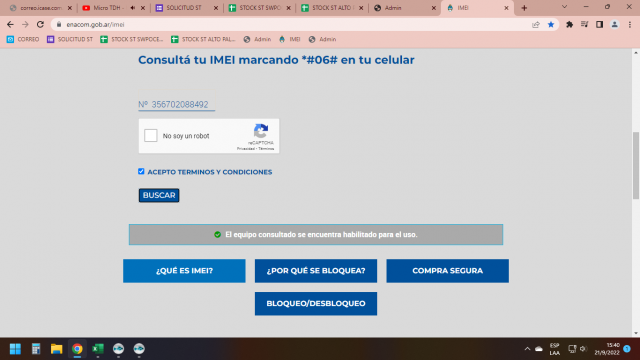 correo.icase.com
Micro TDH -
SOLICITUD ST
STOCK ST SWPOCE
STOCK ST ALTO P
Admin
IMEI
enacom.gob.ar/imei
CORREO
SOLICITUD ST
STOCK ST SWPOCE...
STOCK ST ALTO PAL...
Admin
IMEI
Admin
Consultá tu IMEI marcando *#06# en tu celular
Nº 356702088492
No soy un robot
reCAPTCHA
Privacidad - Términos
ACEPTO TERMINOS Y CONDICIONES
BUSCAR
El equipo consultado se encuentra habilitado para el uso.
¿QUÉ ES IMEI?
¿POR QUÉ SE BLOQUEA?
COMPRA SEGURA
BLOQUEO/DESBLOQUEO
ESP
LAA
15:40
21/9/2022
2